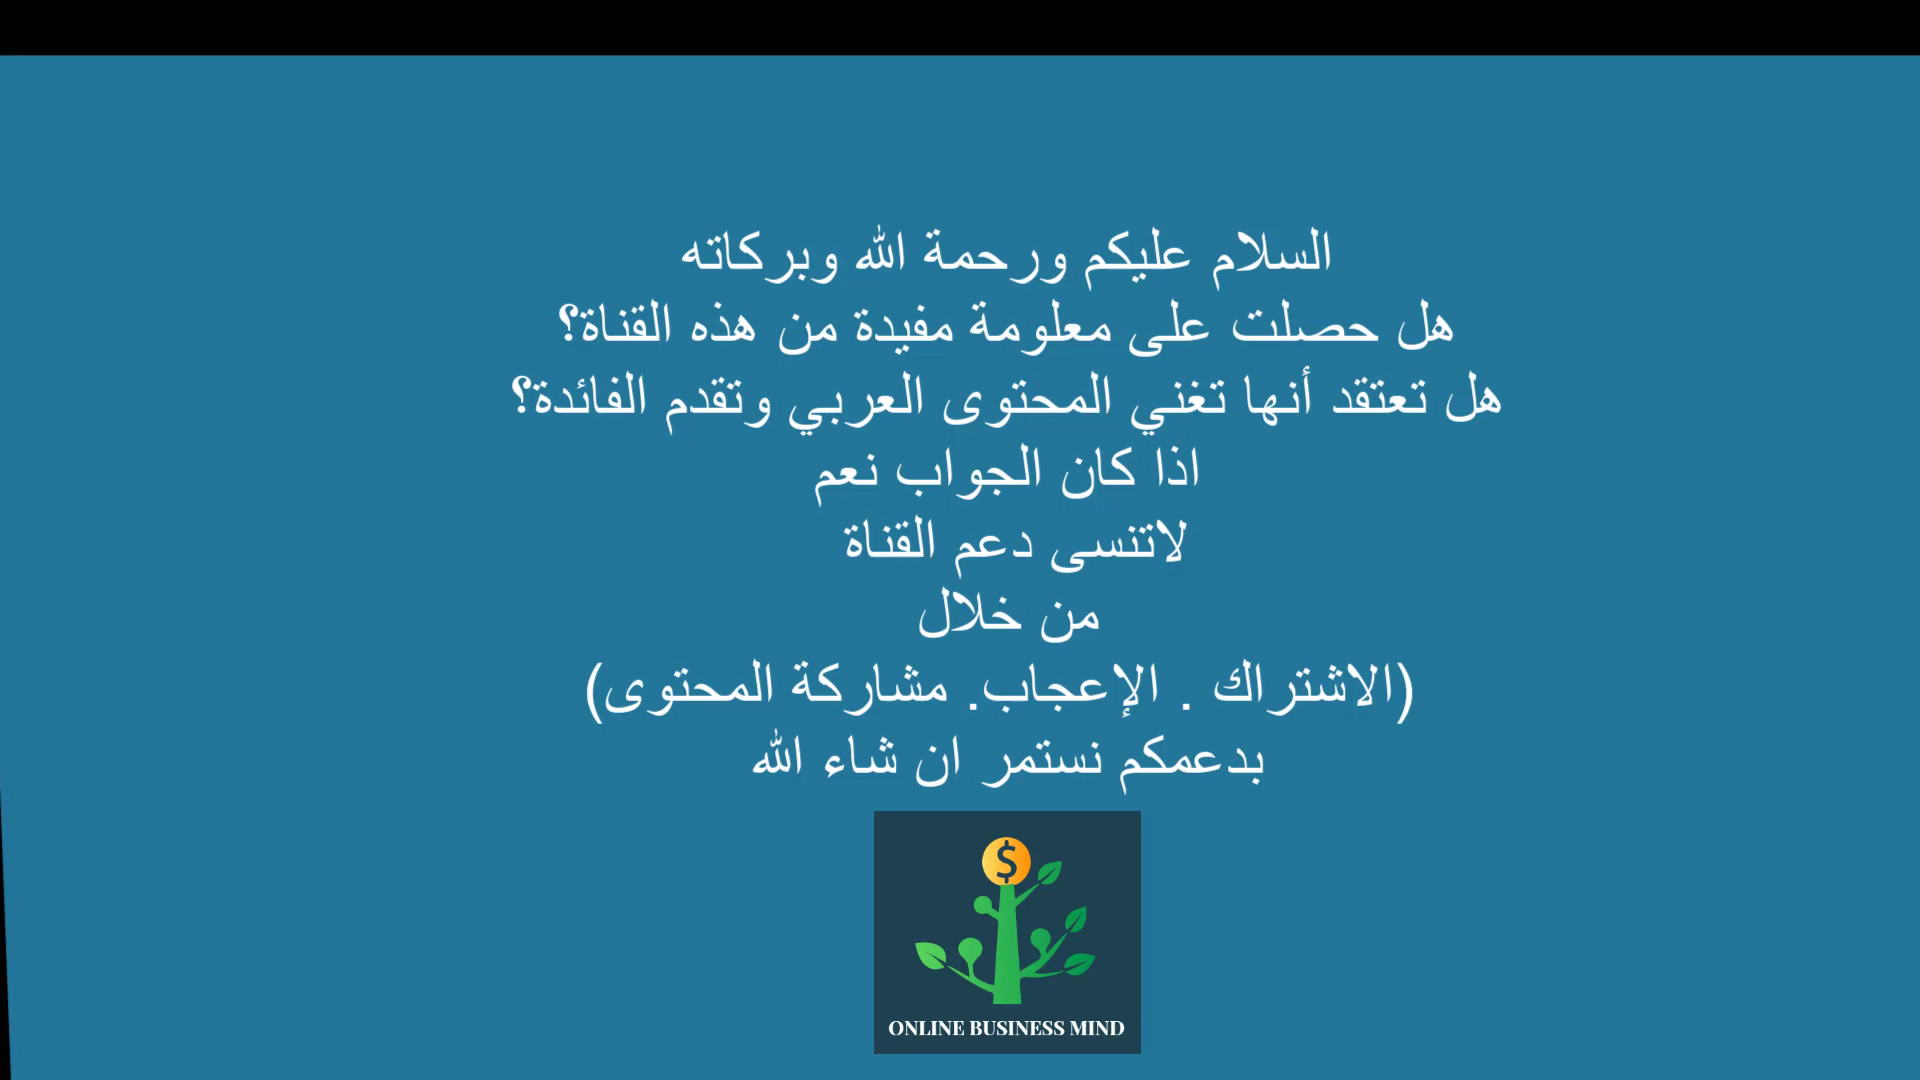 السلام عليكم ورحمة الله وبركاته
هل حصلت على معلومة مفيدة من هذه القناة؟
هل تعتقد أنها تغني المحتوى العربي وتقدم الفائدة؟
اذا كان الجواب نعم
لاتنسى دعم القناة
من خلال
(الاشتراك . الإعجاب. مشاركة المحتوى)
بدعمكم نستمر ان شاء الله
$
ONLINE BUSINESS MIND